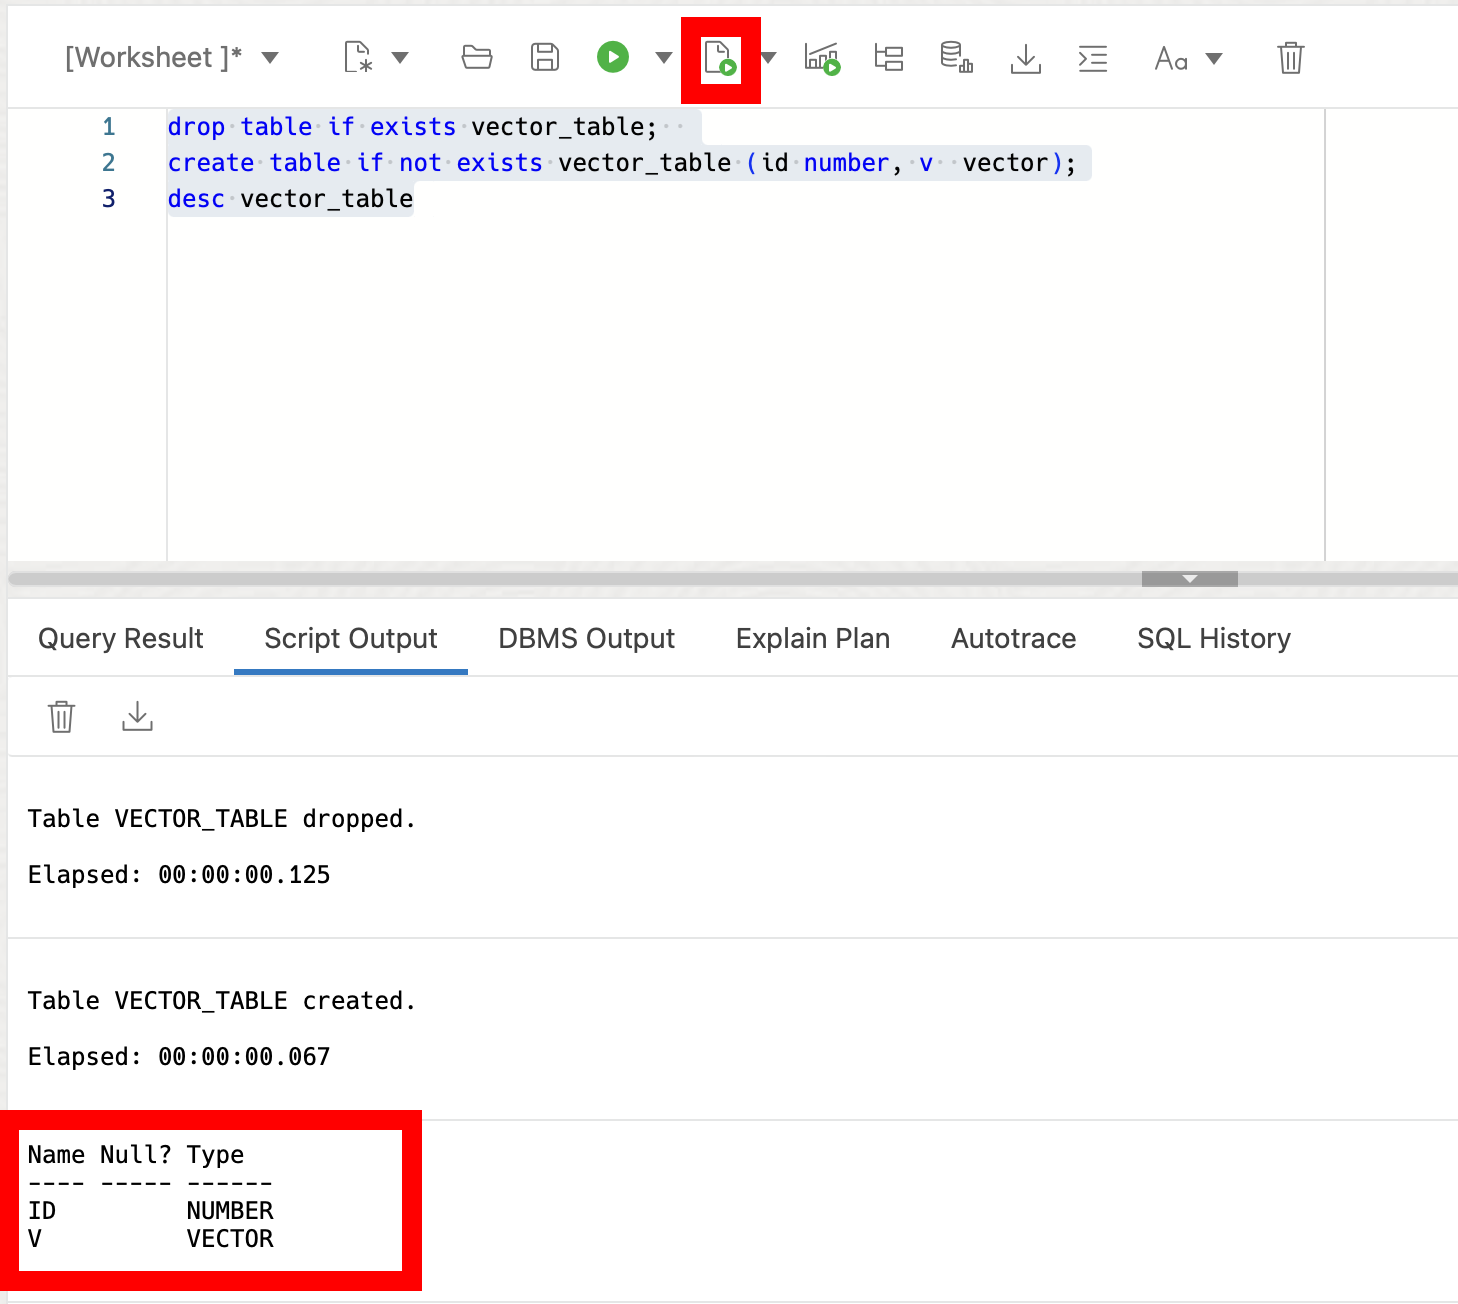 [Worksheet ]*
Aa
1 drop table if exists vector_table;
2 create table if not exists vector_table (id number, v  vector);
3 desc vector_table
Query Result Script Output DBMS Output Explain Plan Autotrace SQL History
Table VECTOR_TABLE dropped.
Elapsed: 00:00:00.125
Table VECTOR_TABLE created.
Elapsed: 00:00:00.067
Name Null? Type
---- ----- ------
ID         NUMBER
V          VECTOR